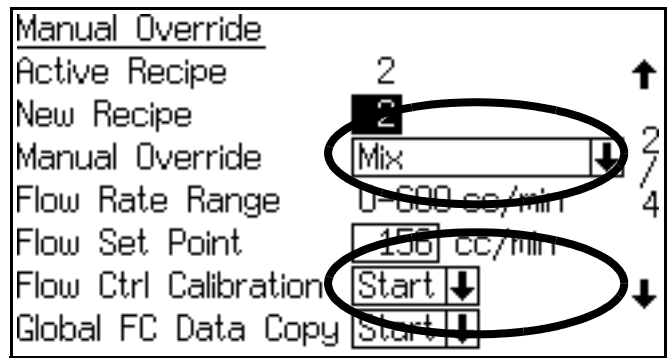 Manual Override
Active Recipe 2
New Recipe 2
Manual Override Mix
Flow Rate Range 0-600 cc/min
Flow Set Point 156 cc/min
Flow Ctrl Calibration Start
Global FC Data Copy Start
2/4